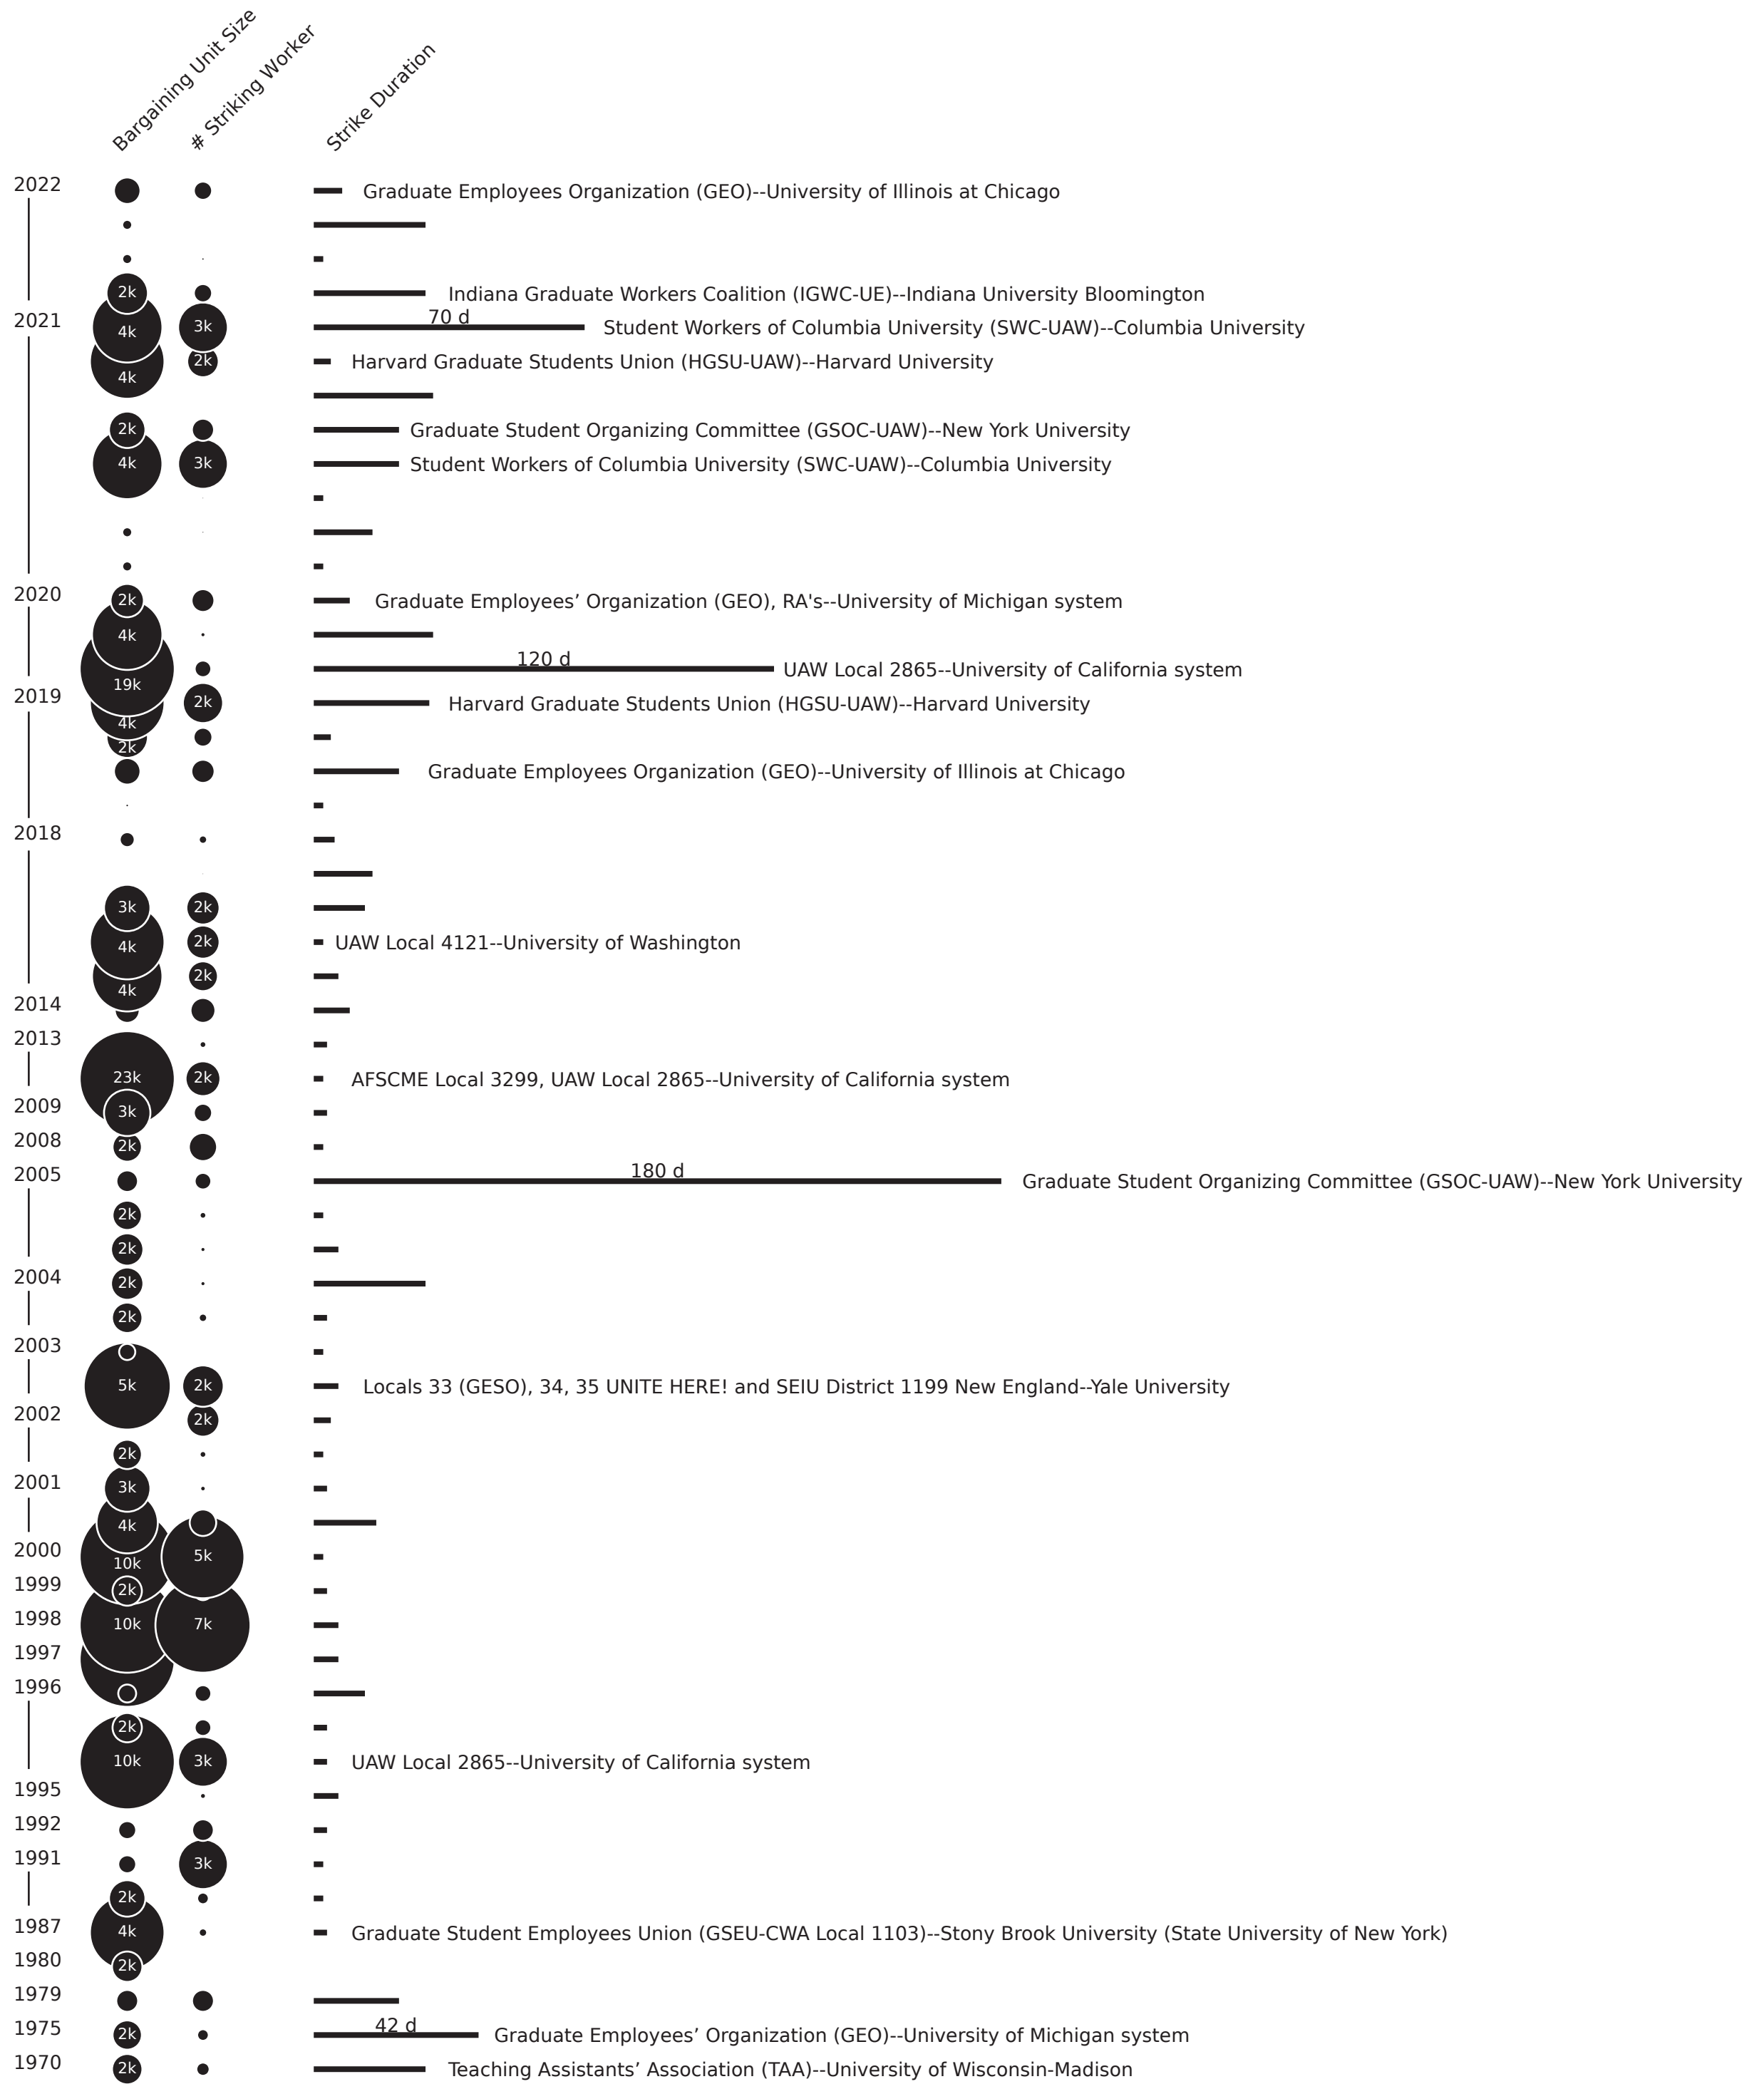 Bargaining Unit Size
# Striking Worker
Strike Duration
2022 Graduate Employees Organization (GEO)--University of Illinois at Chicago
2k Indiana Graduate Workers Coalition (IGWC-UE)--Indiana University Bloomington
70 d
2021 4k 3k Student Workers of Columbia University (SWC-UAW)--Columbia University
4k 2k Harvard Graduate Students Union (HGSU-UAW)--Harvard University
2k Graduate Student Organizing Committee (GSOC-UAW)--New York University
4k 3k Student Workers of Columbia University (SWC-UAW)--Columbia University
2020 2k Graduate Employees’ Organization (GEO), RA's--University of Michigan system
4k
120 d
19k UAW Local 2865--University of California system
2019 4k 2k Harvard Graduate Students Union (HGSU-UAW)--Harvard University
2k
Graduate Employees Organization (GEO)--University of Illinois at Chicago
2018
3k 2k
4k 2k UAW Local 4121--University of Washington
4k 2k
2014
2013
23k 2k AFSCME Local 3299, UAW Local 2865--University of California system
2009 3k
2008 2k
180 d
2005 Graduate Student Organizing Committee (GSOC-UAW)--New York University
2k
2k
2004 2k
2k
2003
5k 2k Locals 33 (GESO), 34, 35 UNITE HERE! and SEIU District 1199 New England--Yale University
2002 2k
2k
2001 3k
4k
2000 10k 5k
1999 2k
1998 10k 7k
1997
1996
2k
10k 3k UAW Local 2865--University of California system
1995
1992
1991 3k
2k
1987 4k Graduate Student Employees Union (GSEU-CWA Local 1103)--Stony Brook University (State University of New York)
1980 2k
1979
42 d
1975 2k Graduate Employees’ Organization (GEO)--University of Michigan system
1970 2k Teaching Assistants’ Association (TAA)--University of Wisconsin-Madison